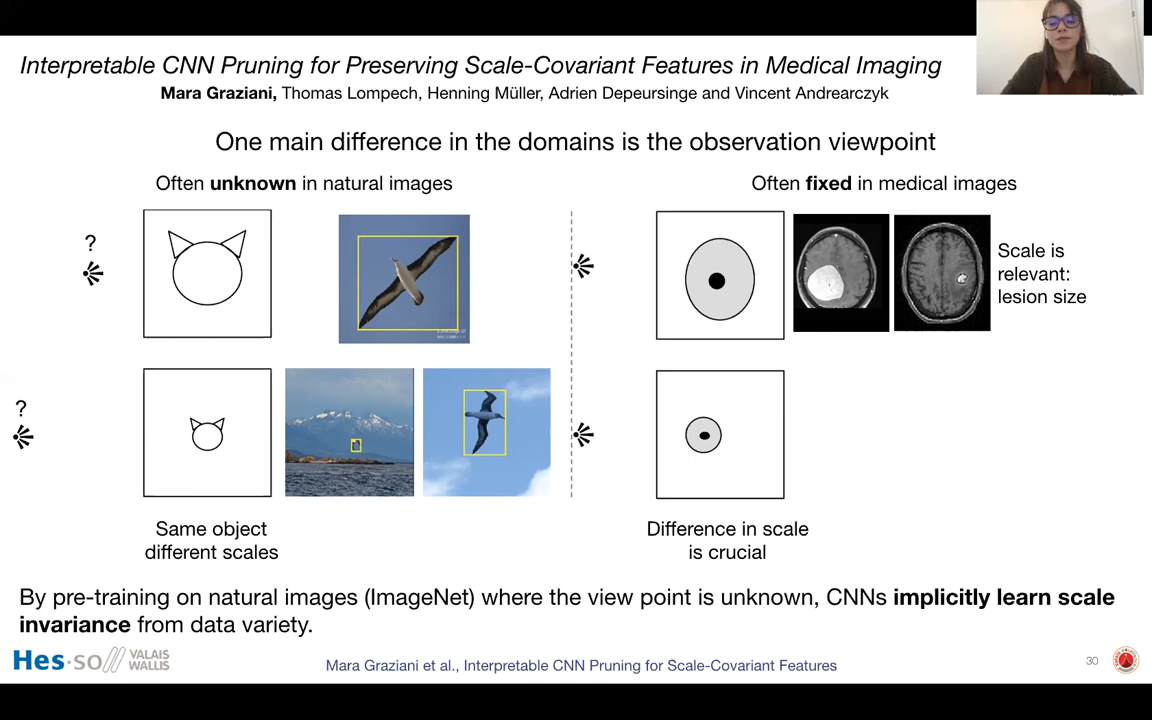 Interpretable CNN Pruning for Preserving Scale-Covariant Features in Medical Imaging
Mara Graziani, Thomas Lompech, Henning Müller, Adrien Depeursinge and Vincent Andrearczyk
One main difference in the domains is the observation viewpoint
Often unknown in natural images
Often fixed in medical images
?
Scale is
relevant:
lesion size
?
Same object
different scales
Difference in scale
is crucial
By pre-training on natural images (ImageNet) where the view point is unknown, CNNs implicitly learn scale
invariance from data variety.
Hes·so// VALAIS
WALLIS
Mara Graziani et al., Interpretable CNN Pruning for Scale-Covariant Features
30